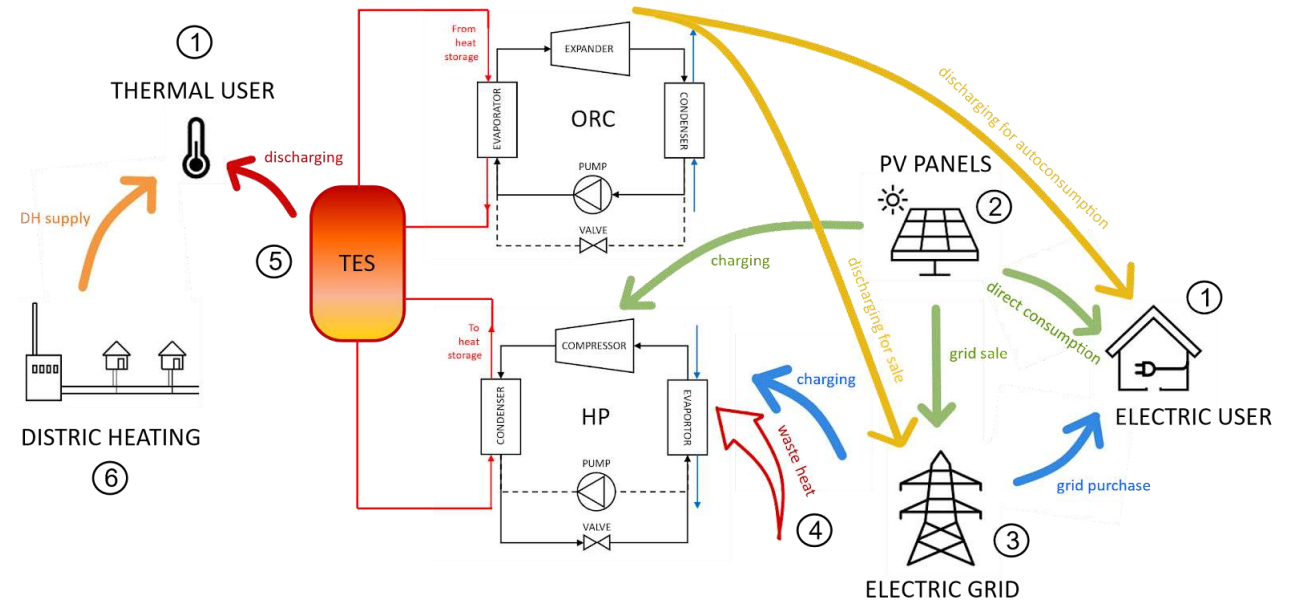 1
THERMAL USER
discharging
DH supply
5
TES
DISTRIC HEATING
6
From
heat
storage
EXPANDER
EVAPORATOR
ORC
CONDENSER
PUMP
VALVE
To
heat
storage
COMPRESSOR
CONDENSER
HP
EVAPORTOR
PUMP
VALVE
waste heat
4
charging
charging
discharging for autoconsumption
discharging for sale
PV PANELS
2
direct consumption
grid sale
1
ELECTRIC USER
grid purchase
3
ELECTRIC GRID